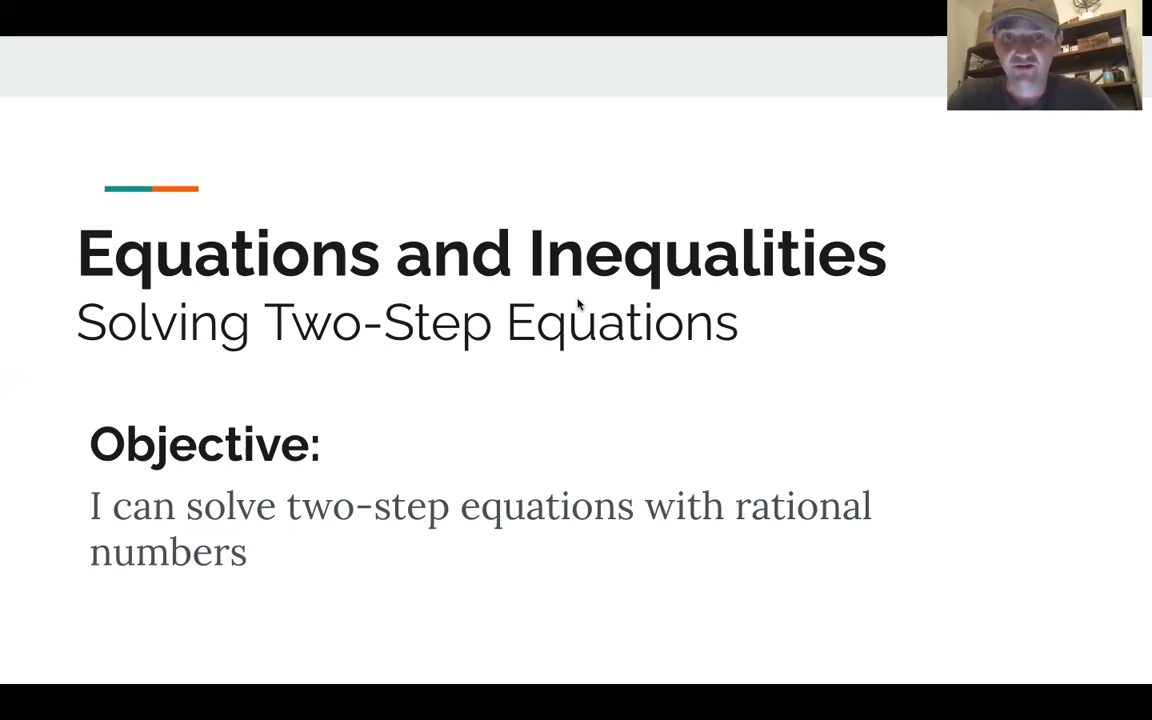 Equations and Inequalities
Solving Two-Step Equations
Objective:
I can solve two-step equations with rational
numbers